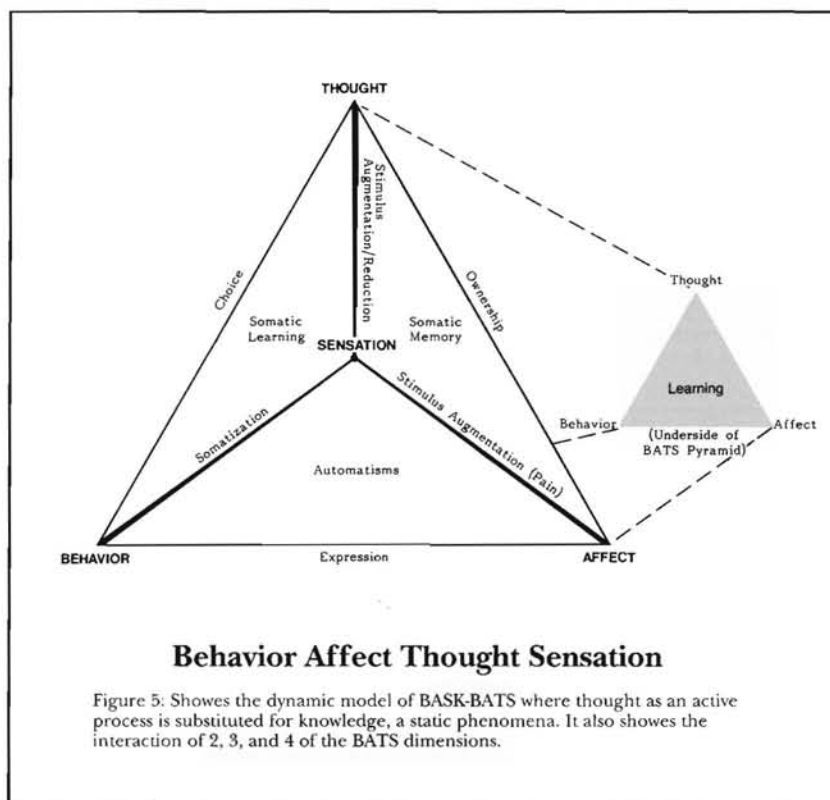 THOUGHT
Stimulus
Augmentation/Reduction
Choice
Ownership
Thought
Somatic
Learning
Somatic
Memory
SENSATION
Learning
Somatization
Stimulus Augmentation (Pain)
Behavior
Affect
(Underside of
BATS Pyramid)
Automatisms
BEHAVIOR
Expression
AFFECT
Behavior Affect Thought Sensation
Figure 5: Showes the dynamic model of BASK-BATS where thought as an active
process is substituted for knowledge, a static phenomena. It also showes the
interaction of 2, 3, and 4 of the BATS dimensions.